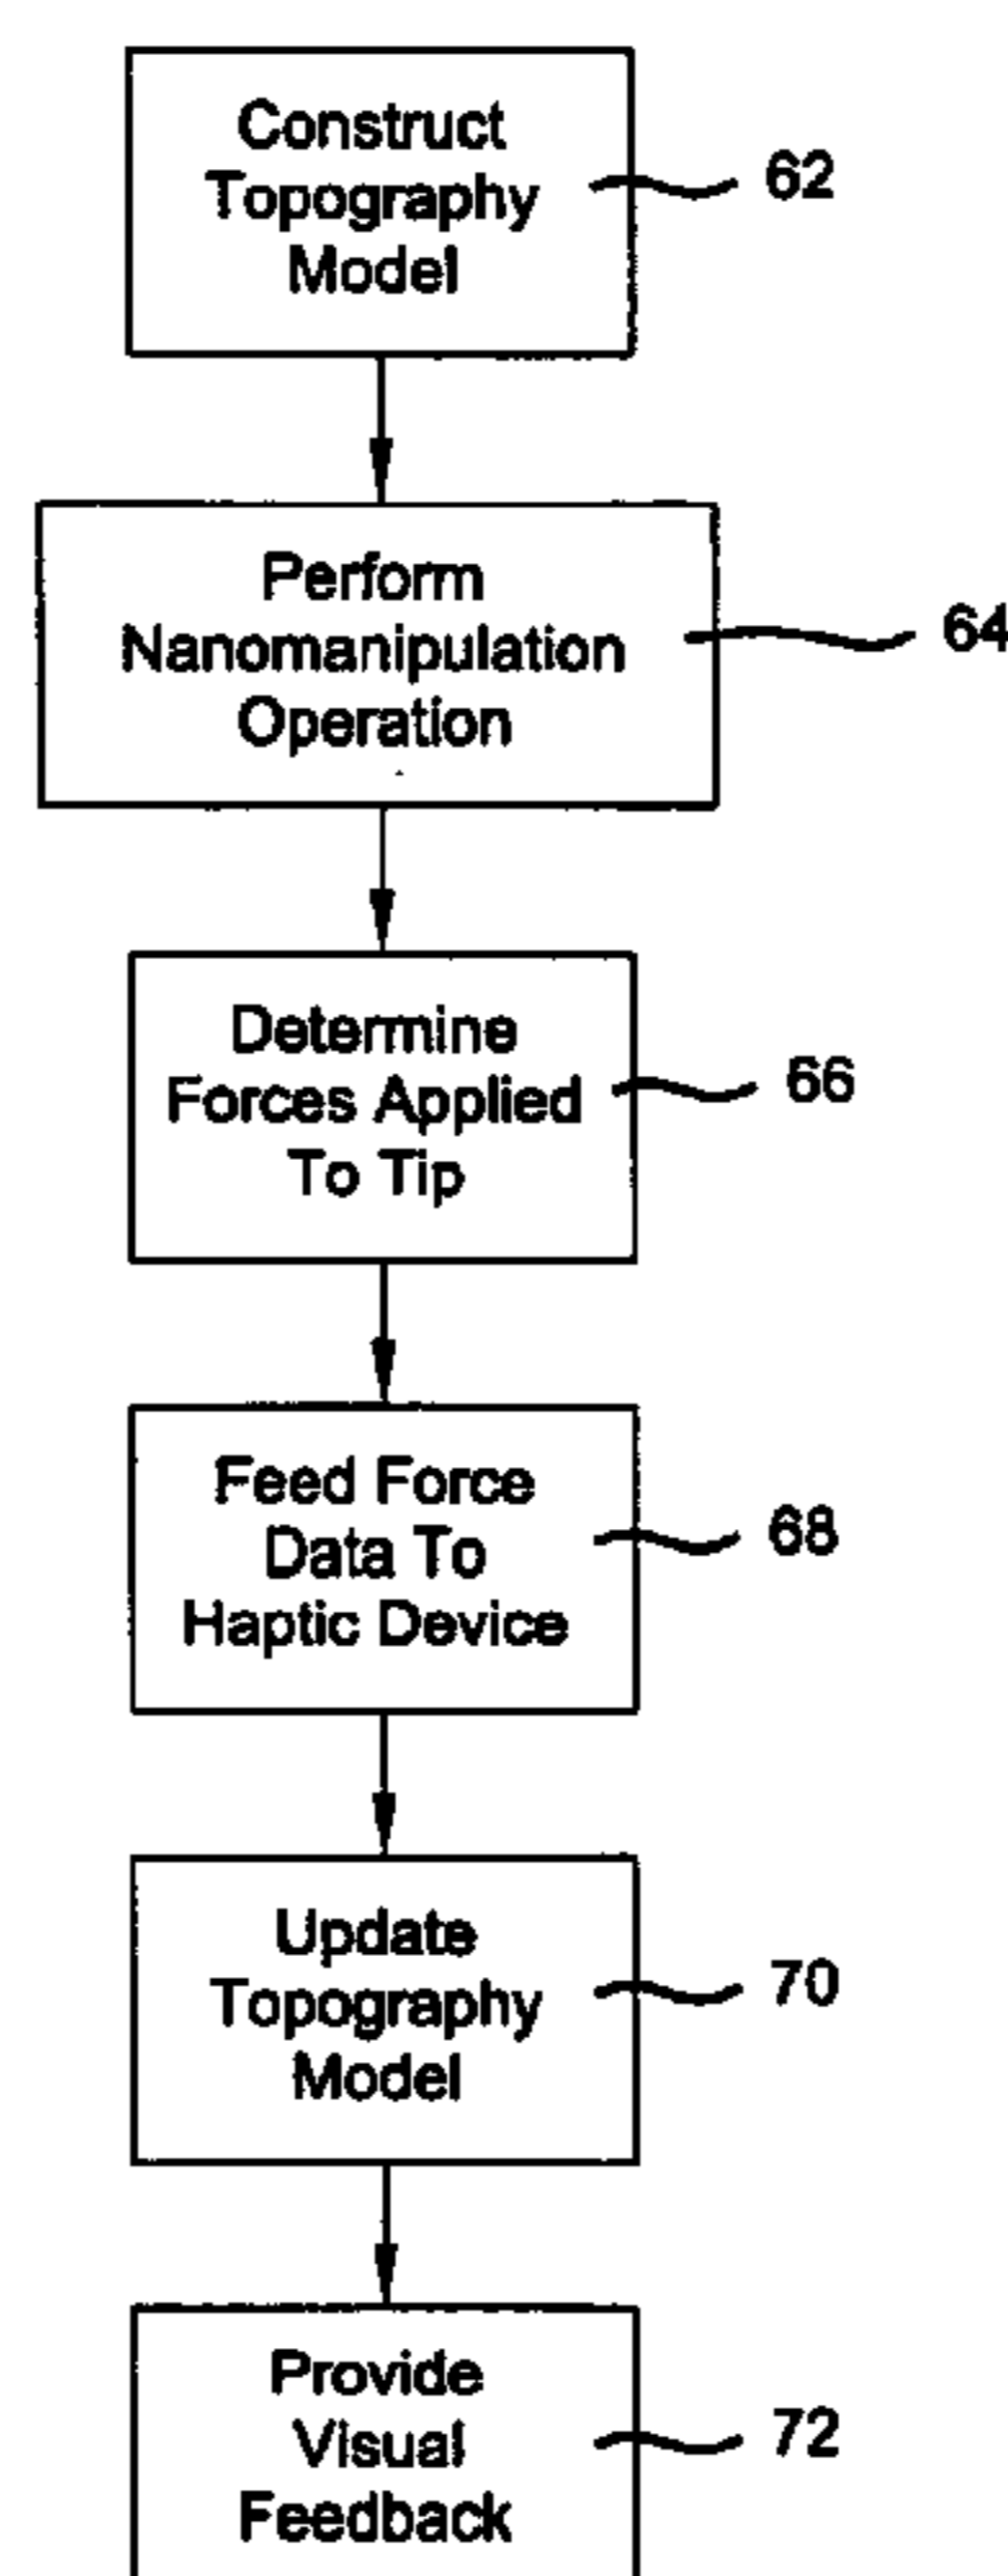 Construct
Topography
Model
62
Perform
Nanomanipulation
Operation
64
Determine
Forces Applied
To Tip
66
Feed Force
Data To
Haptic Device
68
Update
Topography
Model
70
Provide
Visual
Feedback
72